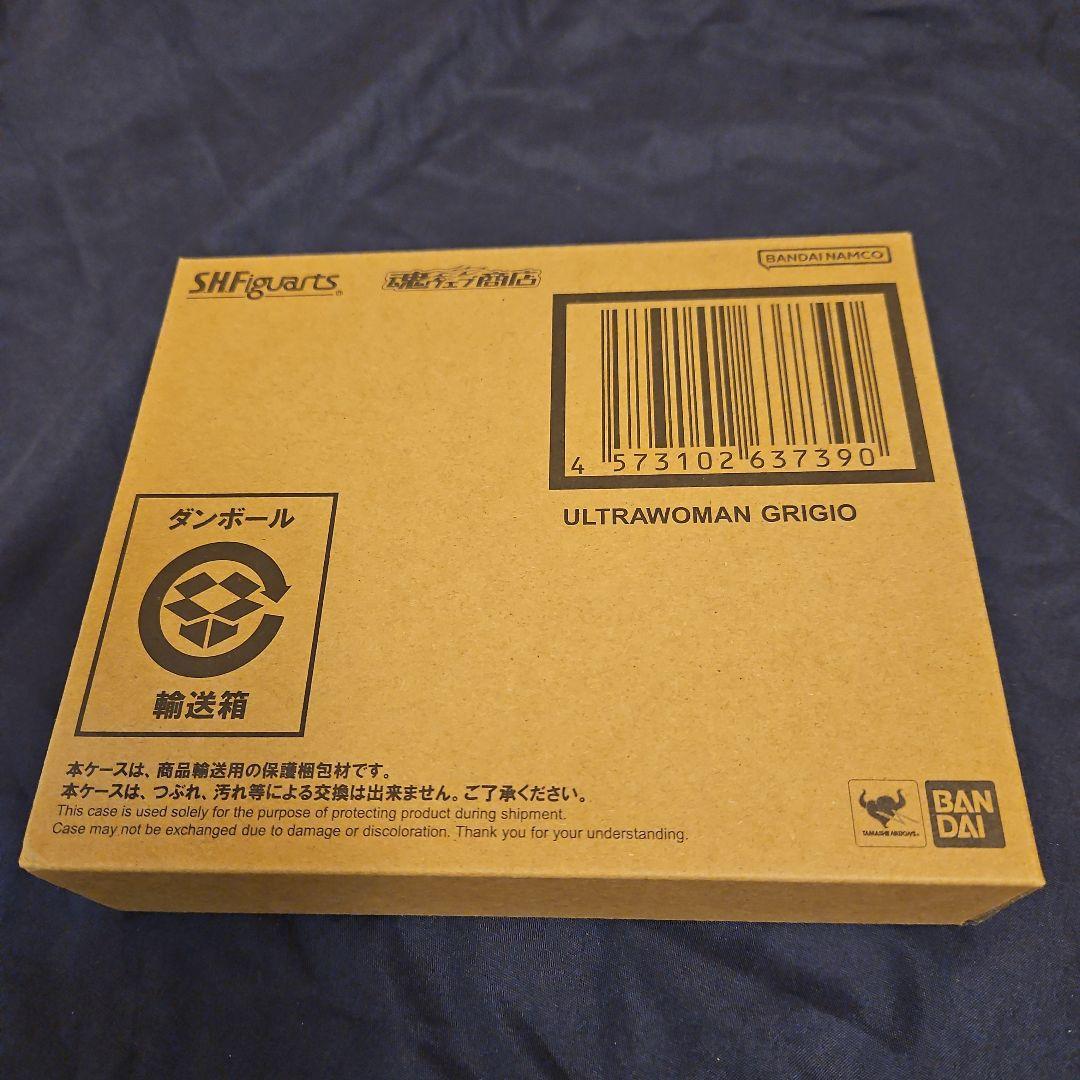 S.H.Figuarts
魂ウェブ商店
BANDAI NAMCO
4 573102 637390
ULTRAWOMAN GRIGIO
ダンボール
輸送箱
本ケースは、商品輸送用の保護梱包材です。
本ケースは、つぶれ、汚れ等による交換は出来ません。ご了承ください。
This case is used solely for the purpose of protecting product during shipment.
Case may not be exchanged due to damage or discoloration. Thank you for your understanding.
TAMASHII NATIONS
BAN
DAI